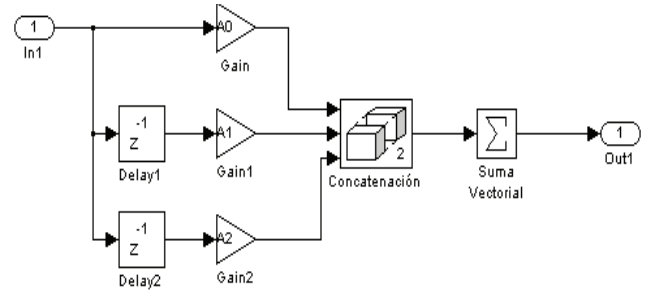 1
In1
A0
Gain
-1
Z
Delay1
A1
Gain1
2
Concatenación
Suma
Vectorial
1
Out1
-1
Z
Delay2
A2
Gain2